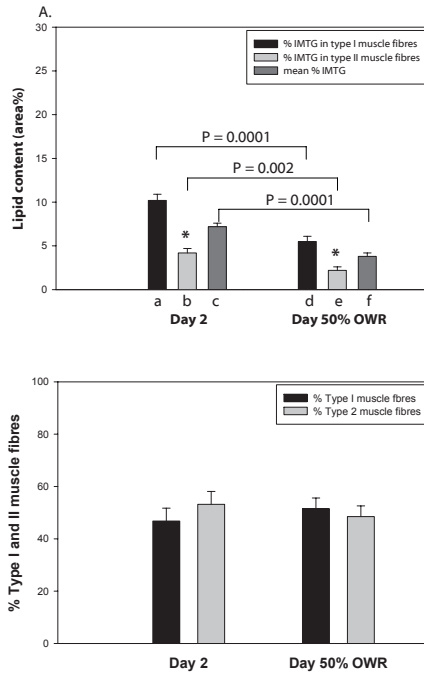 A.
30
25
20
15
10
5
0
Lipid content (area%)
% IMTG in type I muscle fibres
% IMTG in type II muscle fibres
mean % IMTG
P = 0.0001
P = 0.002
P = 0.0001
*
*
a b c d e f
Day 2 Day 50% OWR
100
80
60
40
20
0
% Type I and II muscle fibres
% Type I muscle fbres
% Type 2 muscle fibres
Day 2 Day 50% OWR